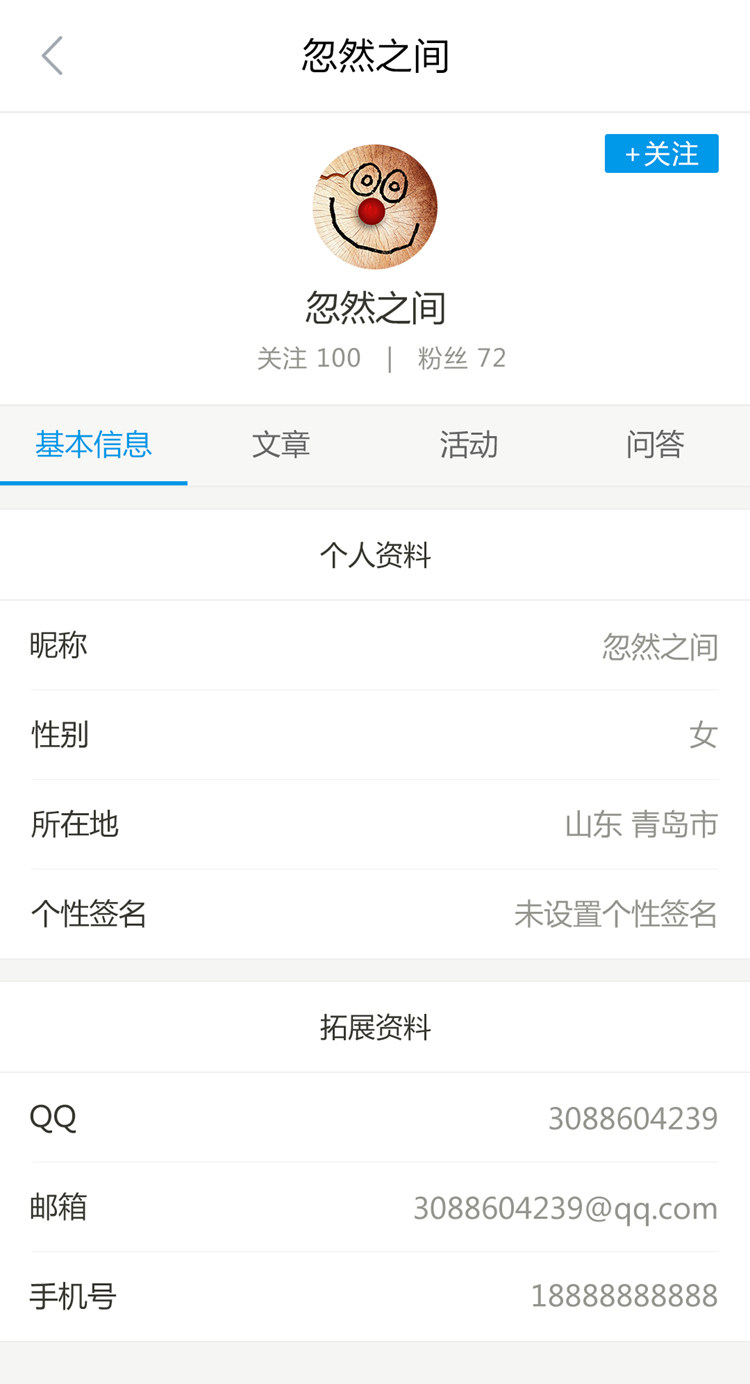 忽然之间
+关注
忽然之间
关注 100 | 粉丝 72
基本信息 文章 活动 问答
个人资料
昵称 忽然之间
性别 女
所在地 山东 青岛市
个性签名 未设置个性签名
拓展资料
QQ 3088604239
邮箱 3088604239@qq.com
手机号 18888888888